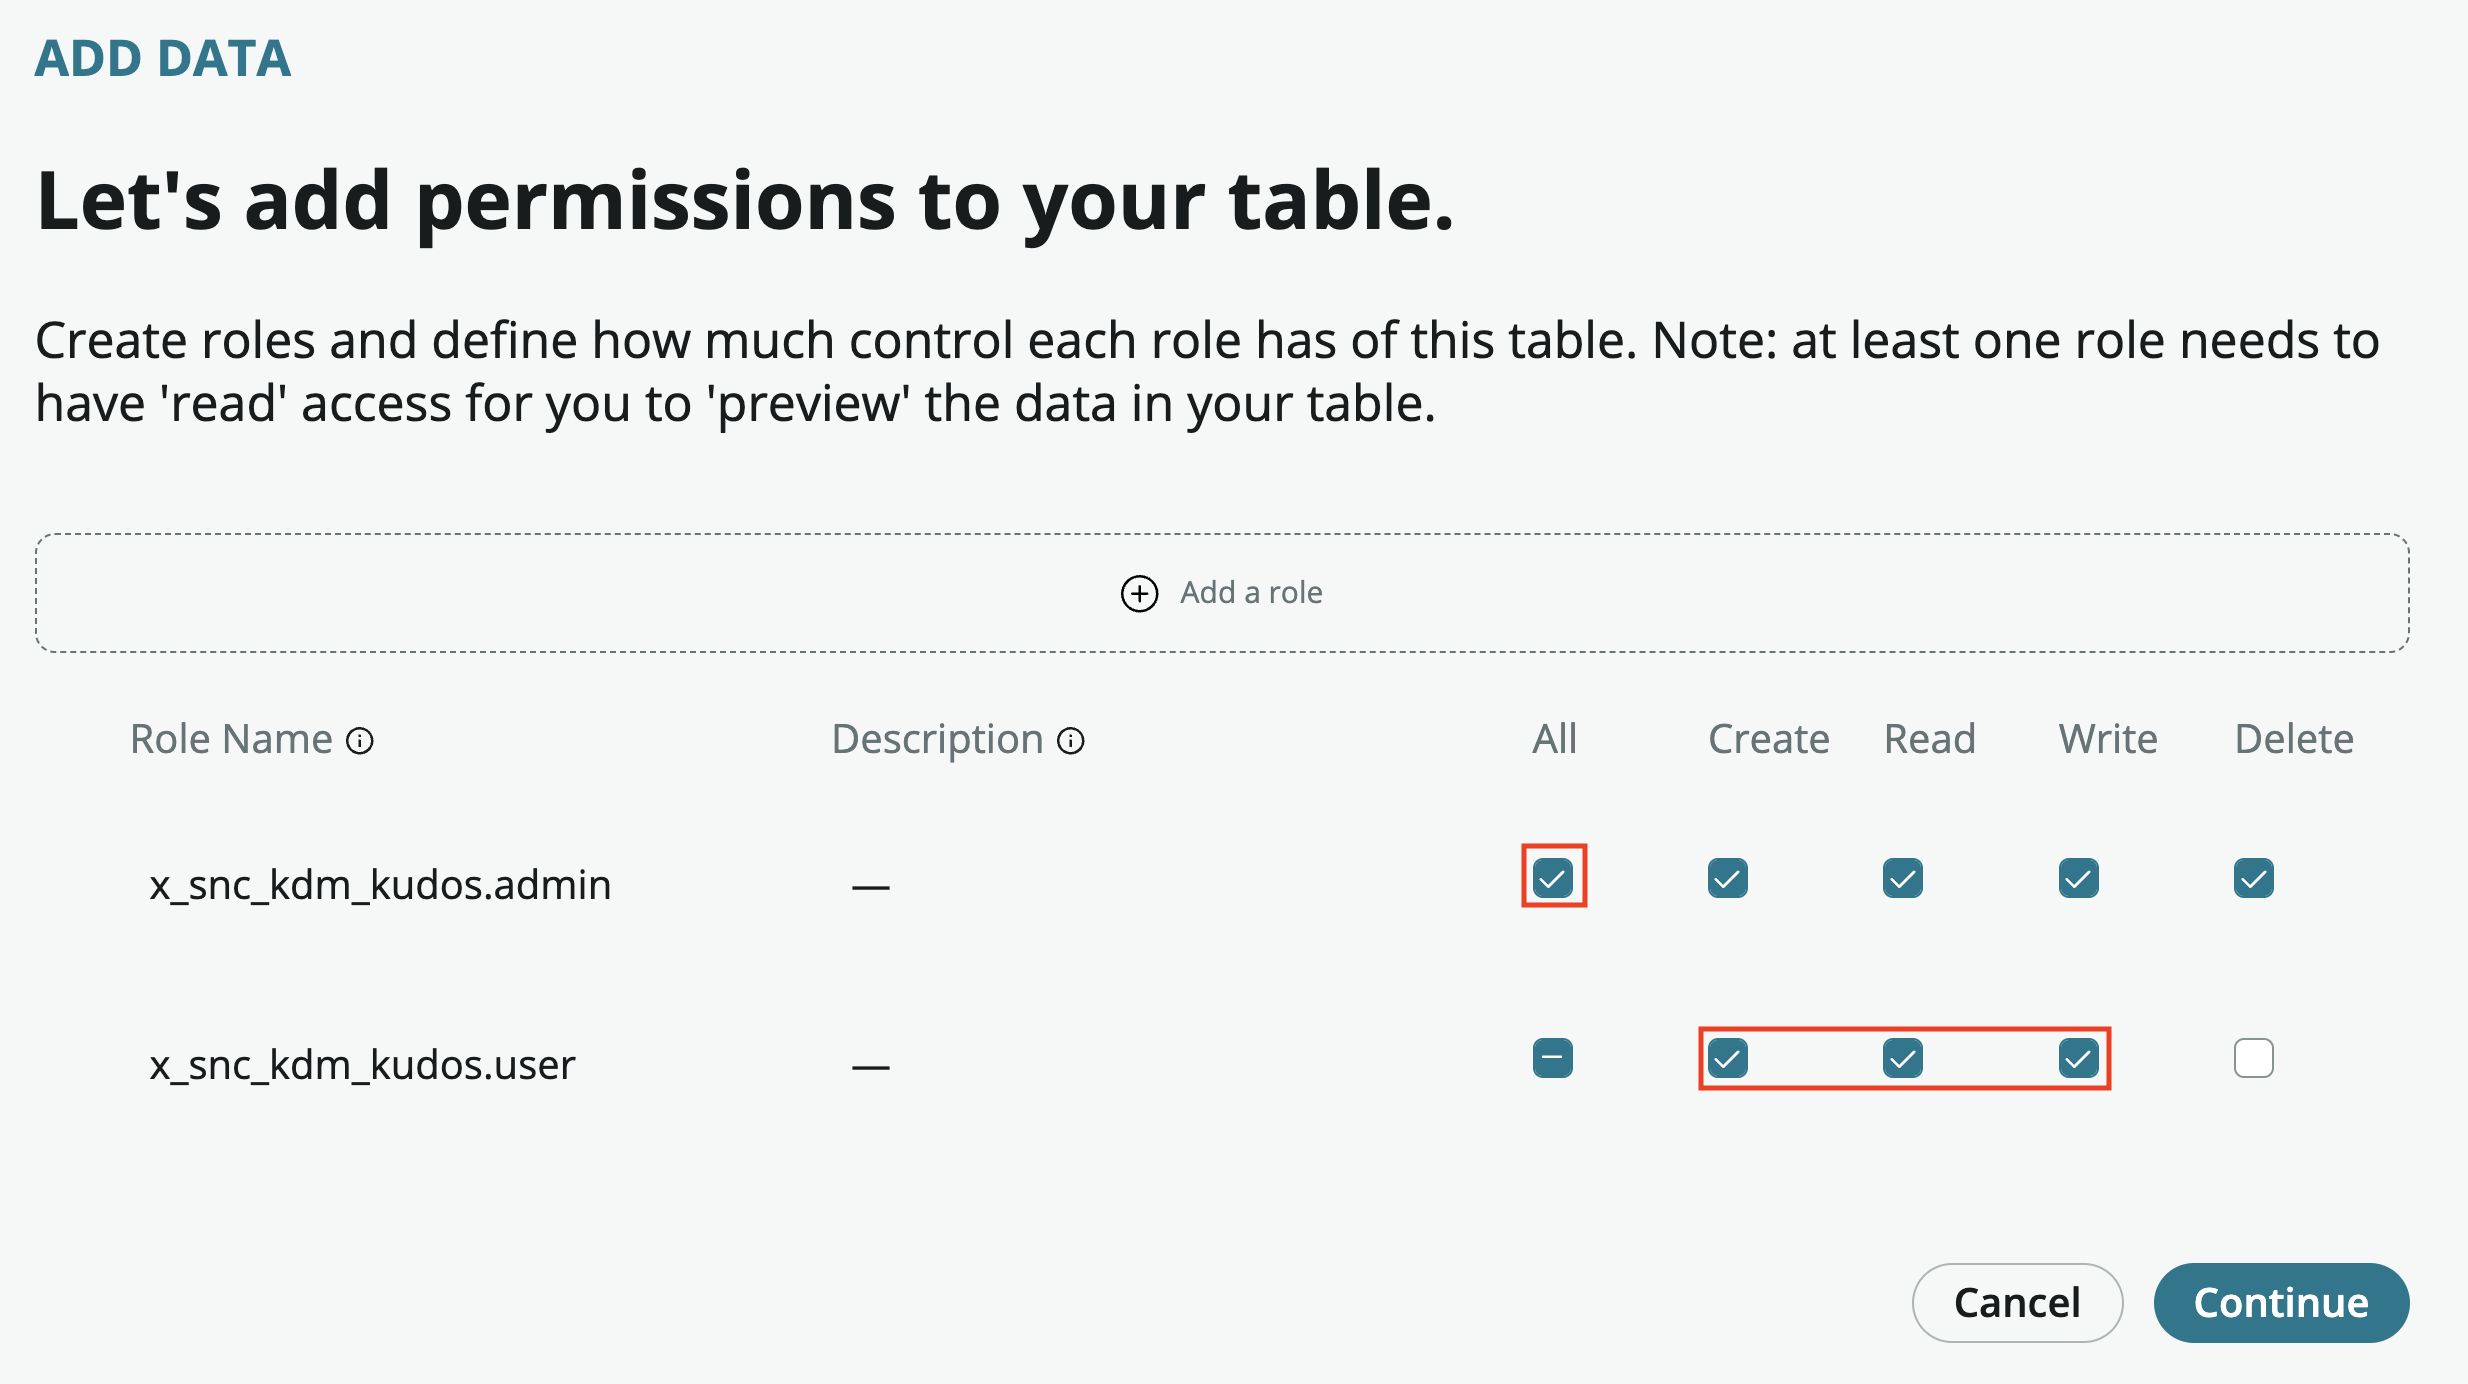 ADD DATA
Let's add permissions to your table.
Create roles and define how much control each role has of this table. Note: at least one role needs to
have 'read' access for you to 'preview' the data in your table.
Add a role
Role Name Description All Create Read Write Delete
x_snc_kdm_kudos.admin —
x_snc_kdm_kudos.user —
Cancel Continue